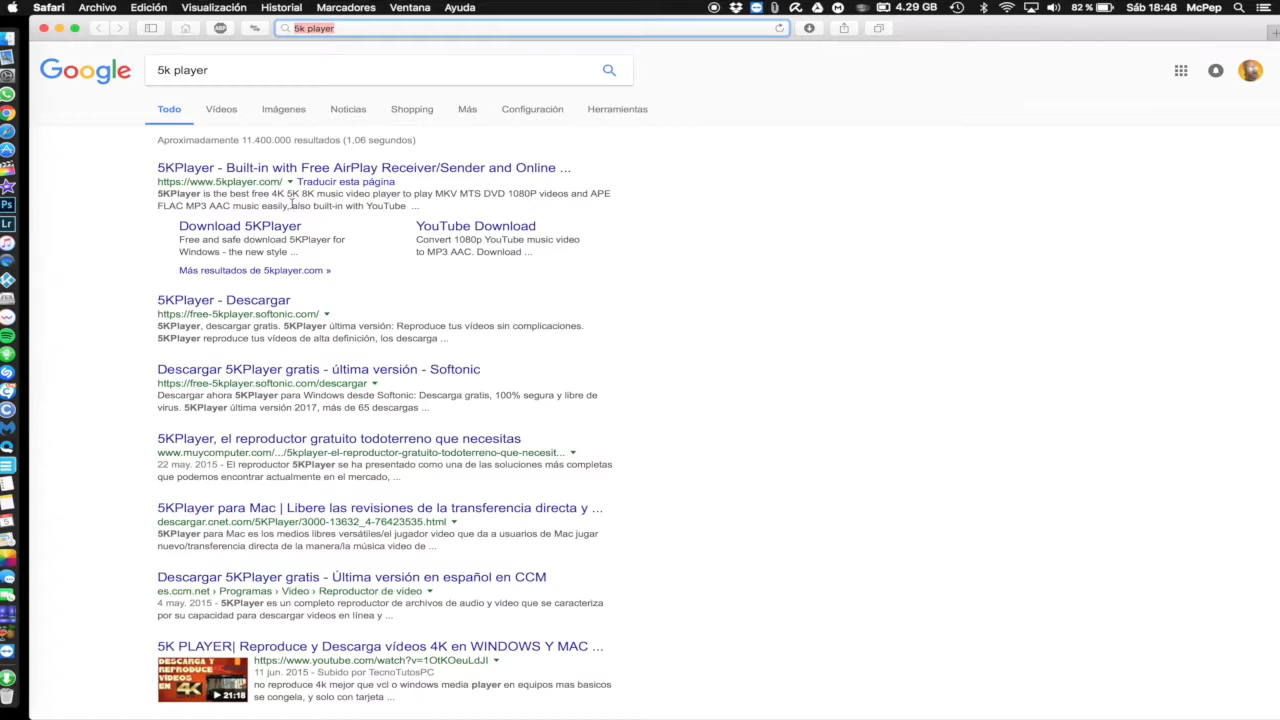 Safari Archivo Edición Visualización Historial Marcadores Ventana Ayuda 4.29 GB 82 % Sáb 18:48 McPep
5k player
Google
5k player
Todo Vídeos Imágenes Noticias Shopping Más Configuración Herramientas
Aproximadamente 11.400.000 resultados (1,06 segundos)
5KPlayer - Built-in with Free AirPlay Receiver/Sender and Online ...
https://www.5kplayer.com/ Traducir esta página
5KPlayer is the best free 4K 5K 8K music video player to play MKV MTS DVD 1080P videos and APE
FLAC MP3 AAC music easily, also built-in with YouTube ...
Download 5KPlayer
Free and safe download 5KPlayer for
Windows - the new style ...
YouTube Download
Convert 1080p YouTube music video
to MP3 AAC. Download ...
Más resultados de 5kplayer.com »
5KPlayer - Descargar
https://free-5kplayer.softonic.com/
5KPlayer, descargar gratis. 5KPlayer última versión: Reproduce tus vídeos sin complicaciones.
5KPlayer reproduce tus vídeos de alta definición, los descarga ...
Descargar 5KPlayer gratis - última versión - Softonic
https://free-5kplayer.softonic.com/descargar
Descargar ahora 5KPlayer para Windows desde Softonic: Descarga gratis, 100% segura y libre de
virus. 5KPlayer última versión 2017, más de 65 descargas ...
5KPlayer, el reproductor gratuito todoterreno que necesitas
www.muycomputer.com/.../5kplayer-el-reproductor-gratuito-todoterreno-que-necesit...
22 may. 2015 - El reproductor 5KPlayer se ha presentado como una de las soluciones más completas
que podemos encontrar actualmente en el mercado, ...
5KPlayer para Mac | Libere las revisiones de la transferencia directa y ...
descargar.cnet.com/5KPlayer/3000-13632_4-76423535.html
5KPlayer para Mac es los medios libres versátiles/el jugador video que da a usuarios de Mac jugar
nuevo/transferencia directa de la manera/la música video de ...
Descargar 5KPlayer gratis - Última versión en español en CCM
es.ccm.net › Programas › Video › Reproductor de video
4 may. 2015 - 5KPlayer es un completo reproductor de archivos de audio y video que se caracteriza
por su capacidad para descargar videos en línea y ...
5K PLAYER| Reproduce y Descarga vídeos 4K en WINDOWS Y MAC ...
https://www.youtube.com/watch?v=1OtKOeuLdJI
11 jun. 2015 - Subido por TecnoTutosPC
no reproduce 4k mejor que vcl o windows media player en equipos mas basicos
se congela, y solo con tarjeta ...
DESCARGA Y
REPRODUCE
VÍDEOS
EN 4K
21:18
Ps
Lr
ABP